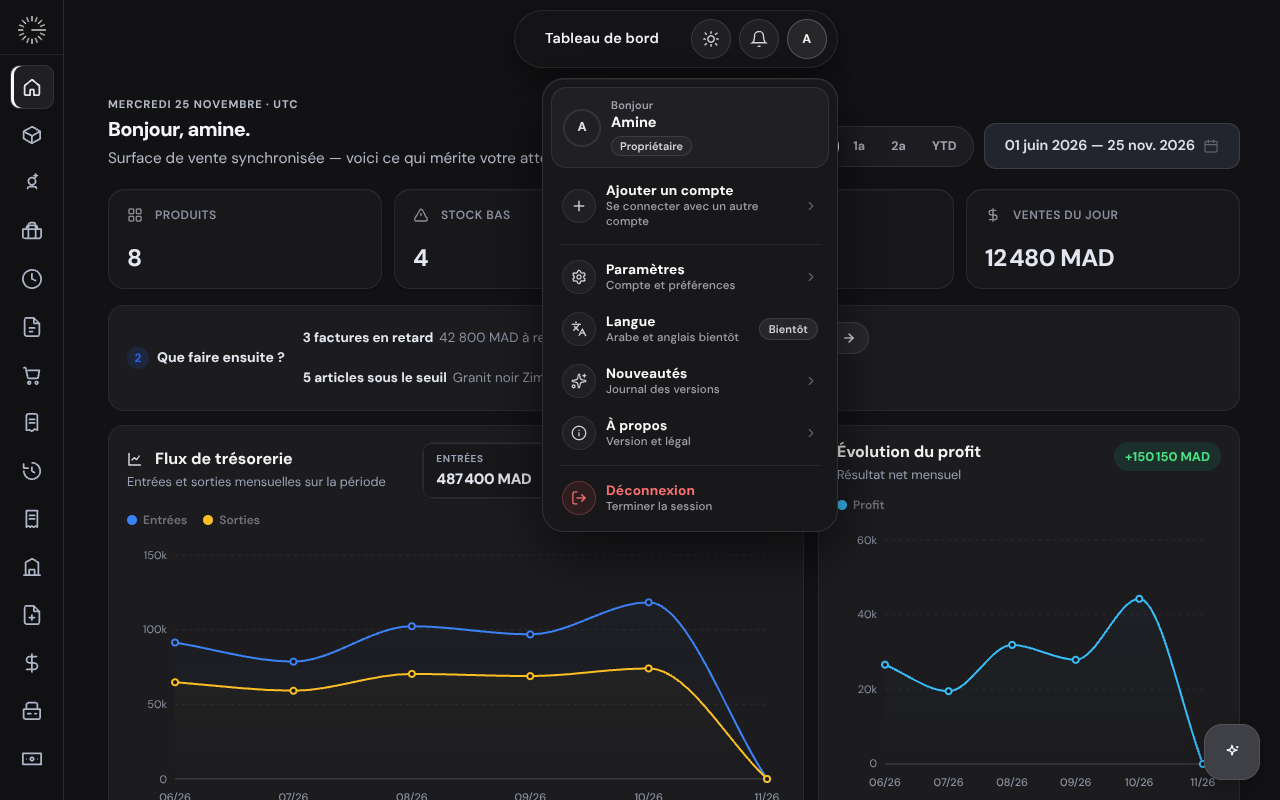 Tableau de bord
A
MERCREDI 25 NOVEMBRE · UTC
Bonjour, amine.
Surface de vente synchronisée — voici ce qui mérite votre
1a
2a
YTD
01 juin 2026 — 25 nov. 2026
A
Bonjour
Amine
Propriétaire
Ajouter un compte
Se connecter avec un autre
compte
Paramètres
Compte et préférences
Langue
Arabe et anglais bientôt
Bientôt
Nouveautés
Journal des versions
À propos
Version et légal
Déconnexion
Terminer la session
PRODUITS
8
STOCK BAS
4
VENTES DU JOUR
12 480 MAD
2
Que faire ensuite ?
3 factures en retard 42 800 MAD à
5 articles sous le seuil Granit noir
Flux de trésorerie
Entrées et sorties mensuelles sur la période
ENTRÉES
487 400 MAD
Entrées
Sorties
150k
100k
50k
0
06/26
07/26
08/26
09/26
10/26
11/26
Évolution du profit
Résultat net mensuel
+150 150 MAD
Profit
60k
40k
20k
0
06/26
07/26
08/26
09/26
10/26
11/26